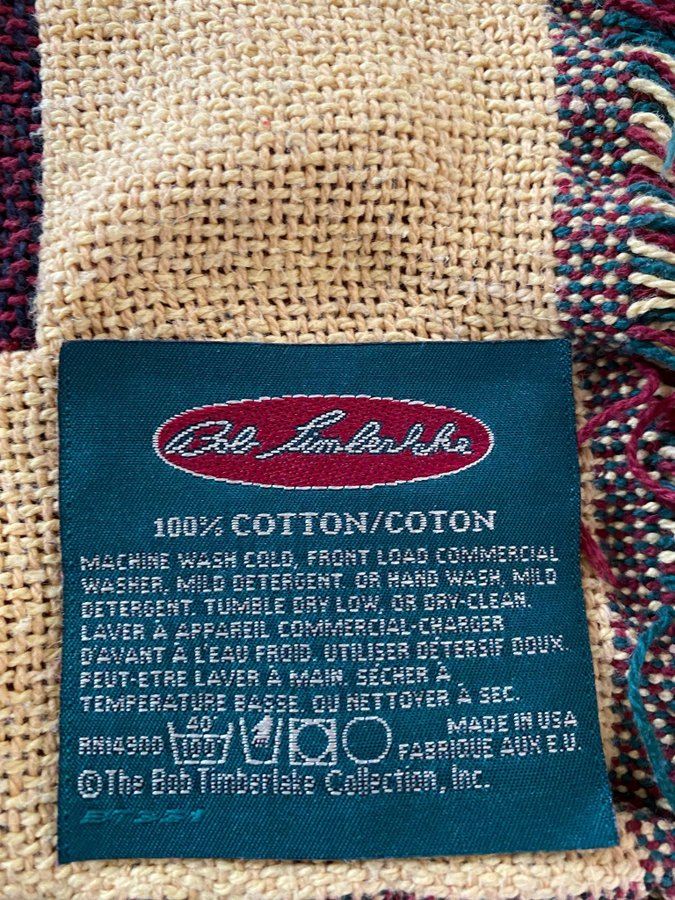 Bob Timberlake
100% COTTON/COTON
MACHINE WASH COLD, FRONT LOAD COMMERCIAL
WASHER, MILD DETERGENT, OR HAND WASH, MILD
DETERGENT. TUMBLE DRY LOW, OR DRY-CLEAN.
LAVER À APPAREIL COMMERCIAL-CHARGER
D'AVANT À L'EAU FROID. UTILISER DÉTERSIF DOUX.
PEUT-ETRE LAVER À MAIN. SÉCHER À
TEMPERATURE BASSE, OU NETTOYER À SEC.
RN14900 40° 100° MADE IN USA
FABRIQUE AUX E.U.
©The Bob Timberlake Collection, Inc.
BT221